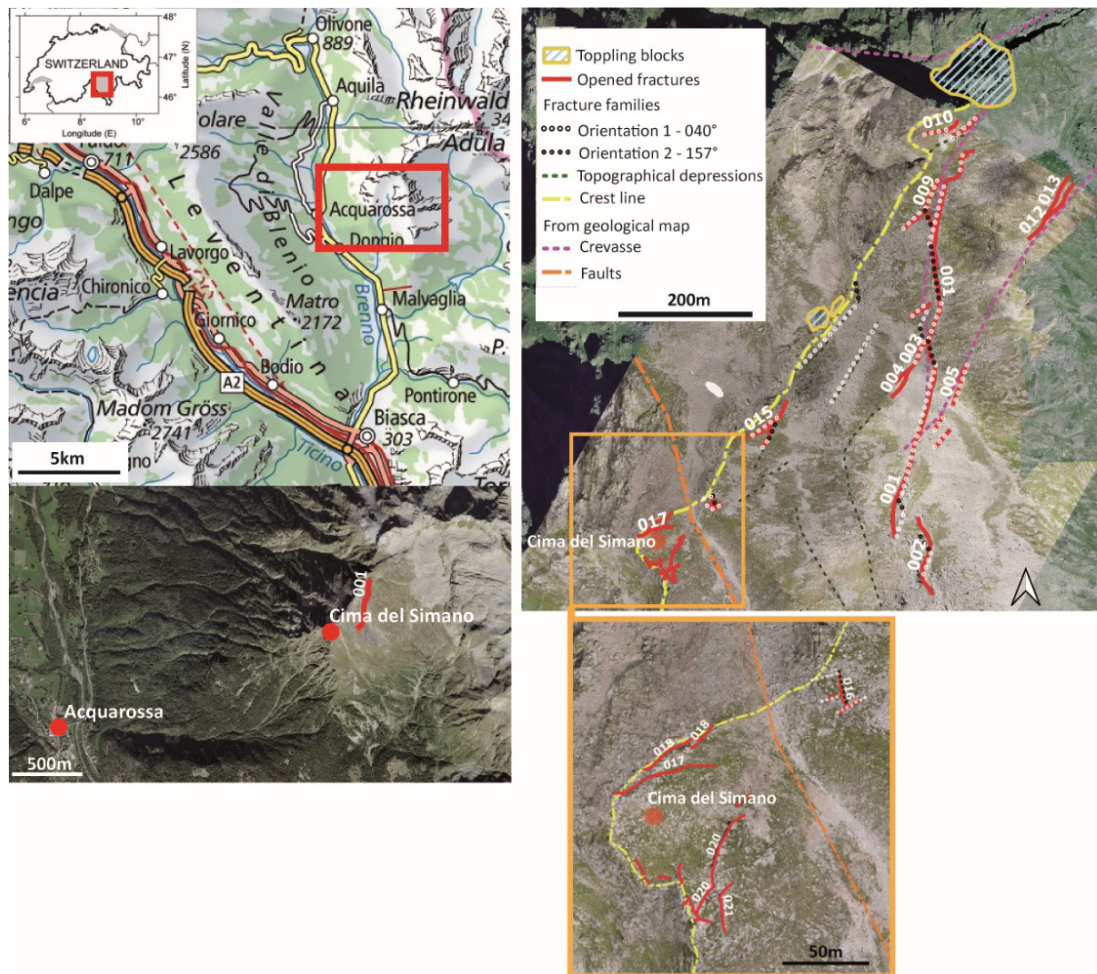 48°
47°
46°
Latitude (N)
SWITZERLAND
6°
8°
10°
Longitude (E)
Olivone
889
Aquila
Rheinwald
Adula
Valle di Blenio
2586
711
Dalpe
Leventina
Acquarossa
Dongio
Lavorgo
Chironico
Matro
2172
Brenno
Malvaglia
Giornico
Bodio
A2
Pontirone
Madom Gröss
2741
Biasca
303
Ticino
5km
001
Cima del Simano
Acquarossa
500m
Toppling blocks
Opened fractures
Fracture families
Orientation 1 - 040°
Orientation 2 - 157°
Topographical depressions
Crest line
From geological map
Crevasse
Faults
200m
010
009
012
013
001
003
004
005
015
001
002
017
Cima del Simano
016
018
018
017
Cima del Simano
020
020
021
50m